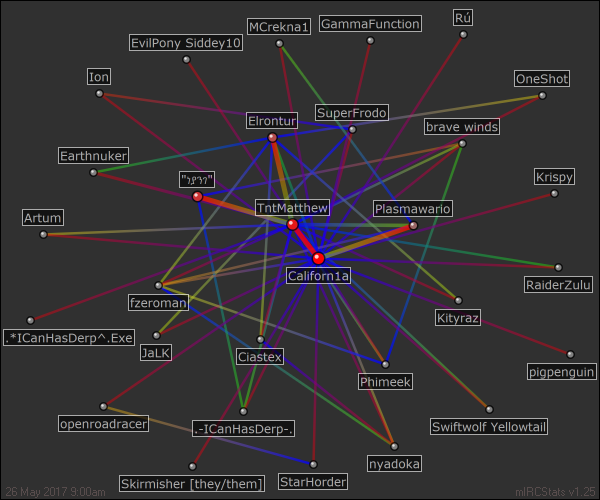 MCrekna1
GammaFunction
Rú
EvilPony Siddey10
Ion
OneShot
SuperFrodo
Elrontur
brave winds
Earthnuker
Krispy
TntMatthew
Plasmawario
Artum
Californ1a
RaiderZulu
fzeroman
Kityraz
.*ICanHasDerp^.Exe
JaLK
Ciastex
pigpenguin
Phimeek
openroadracer
.-ICanHasDerp-.
Swiftwolf Yellowtail
nyadoka
Skirmisher [they/them]
StarHorder
26 May 2017 9:00am
mIRCStats v1.25